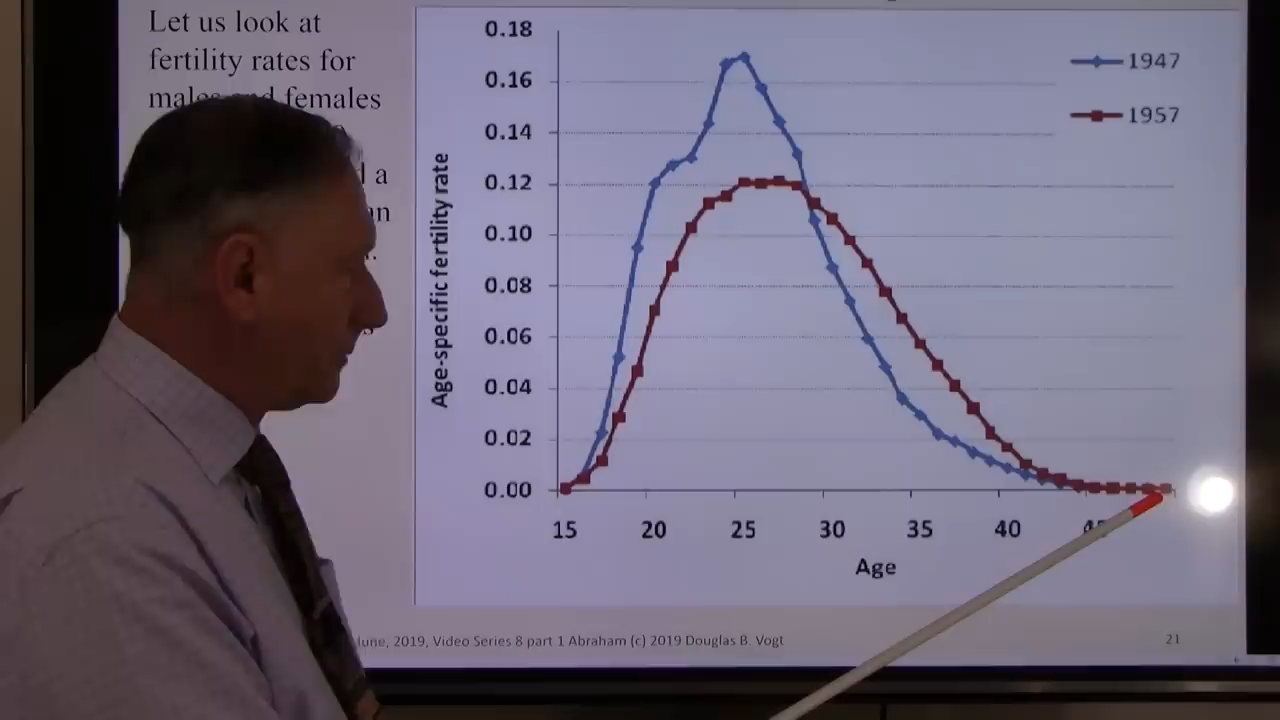 Let us look at
fertility rates for
males and females
a
0.18
0.16
0.14
0.12
0.10
0.08
0.06
0.04
0.02
0.00
Age-specific fertility rate
1947
1957
15 20 25 30 35 40
Age
June, 2019, Video Series 8 part 1 Abraham (c) 2019 Douglas B. Vogt
21